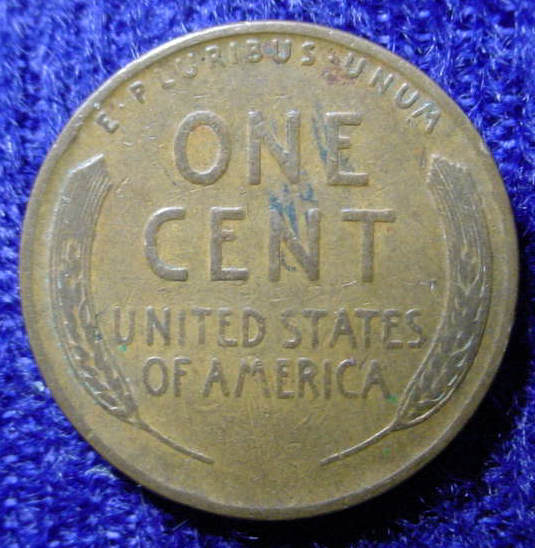 E·PLURIBUS·UNUM
ONE
CENT
UNITED STATES
OF AMERICA